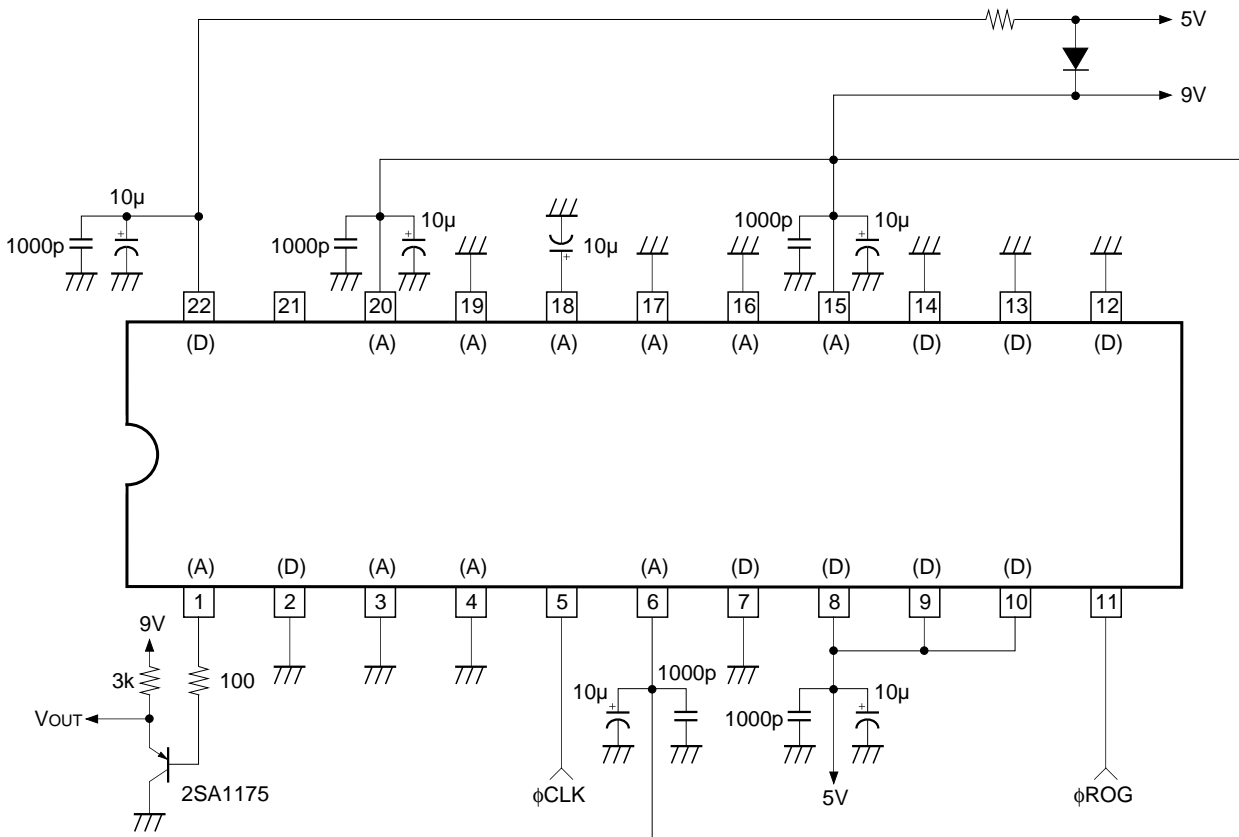 5V
9V
10µ
1000p
10µ
1000p
10µ
1000p
10µ
22 21 20 19 18 17 16 15 14 13 12
(D) (A) (A) (A) (A) (A) (A) (D) (D) (D)
(A) (D) (A) (A) (A) (D) (D) (D) (D)
1 2 3 4 5 6 7 8 9 10 11
9V
3k
100
VOUT
2SA1175
10µ
1000p
1000p
10µ
ϕCLK
5V
ϕROG